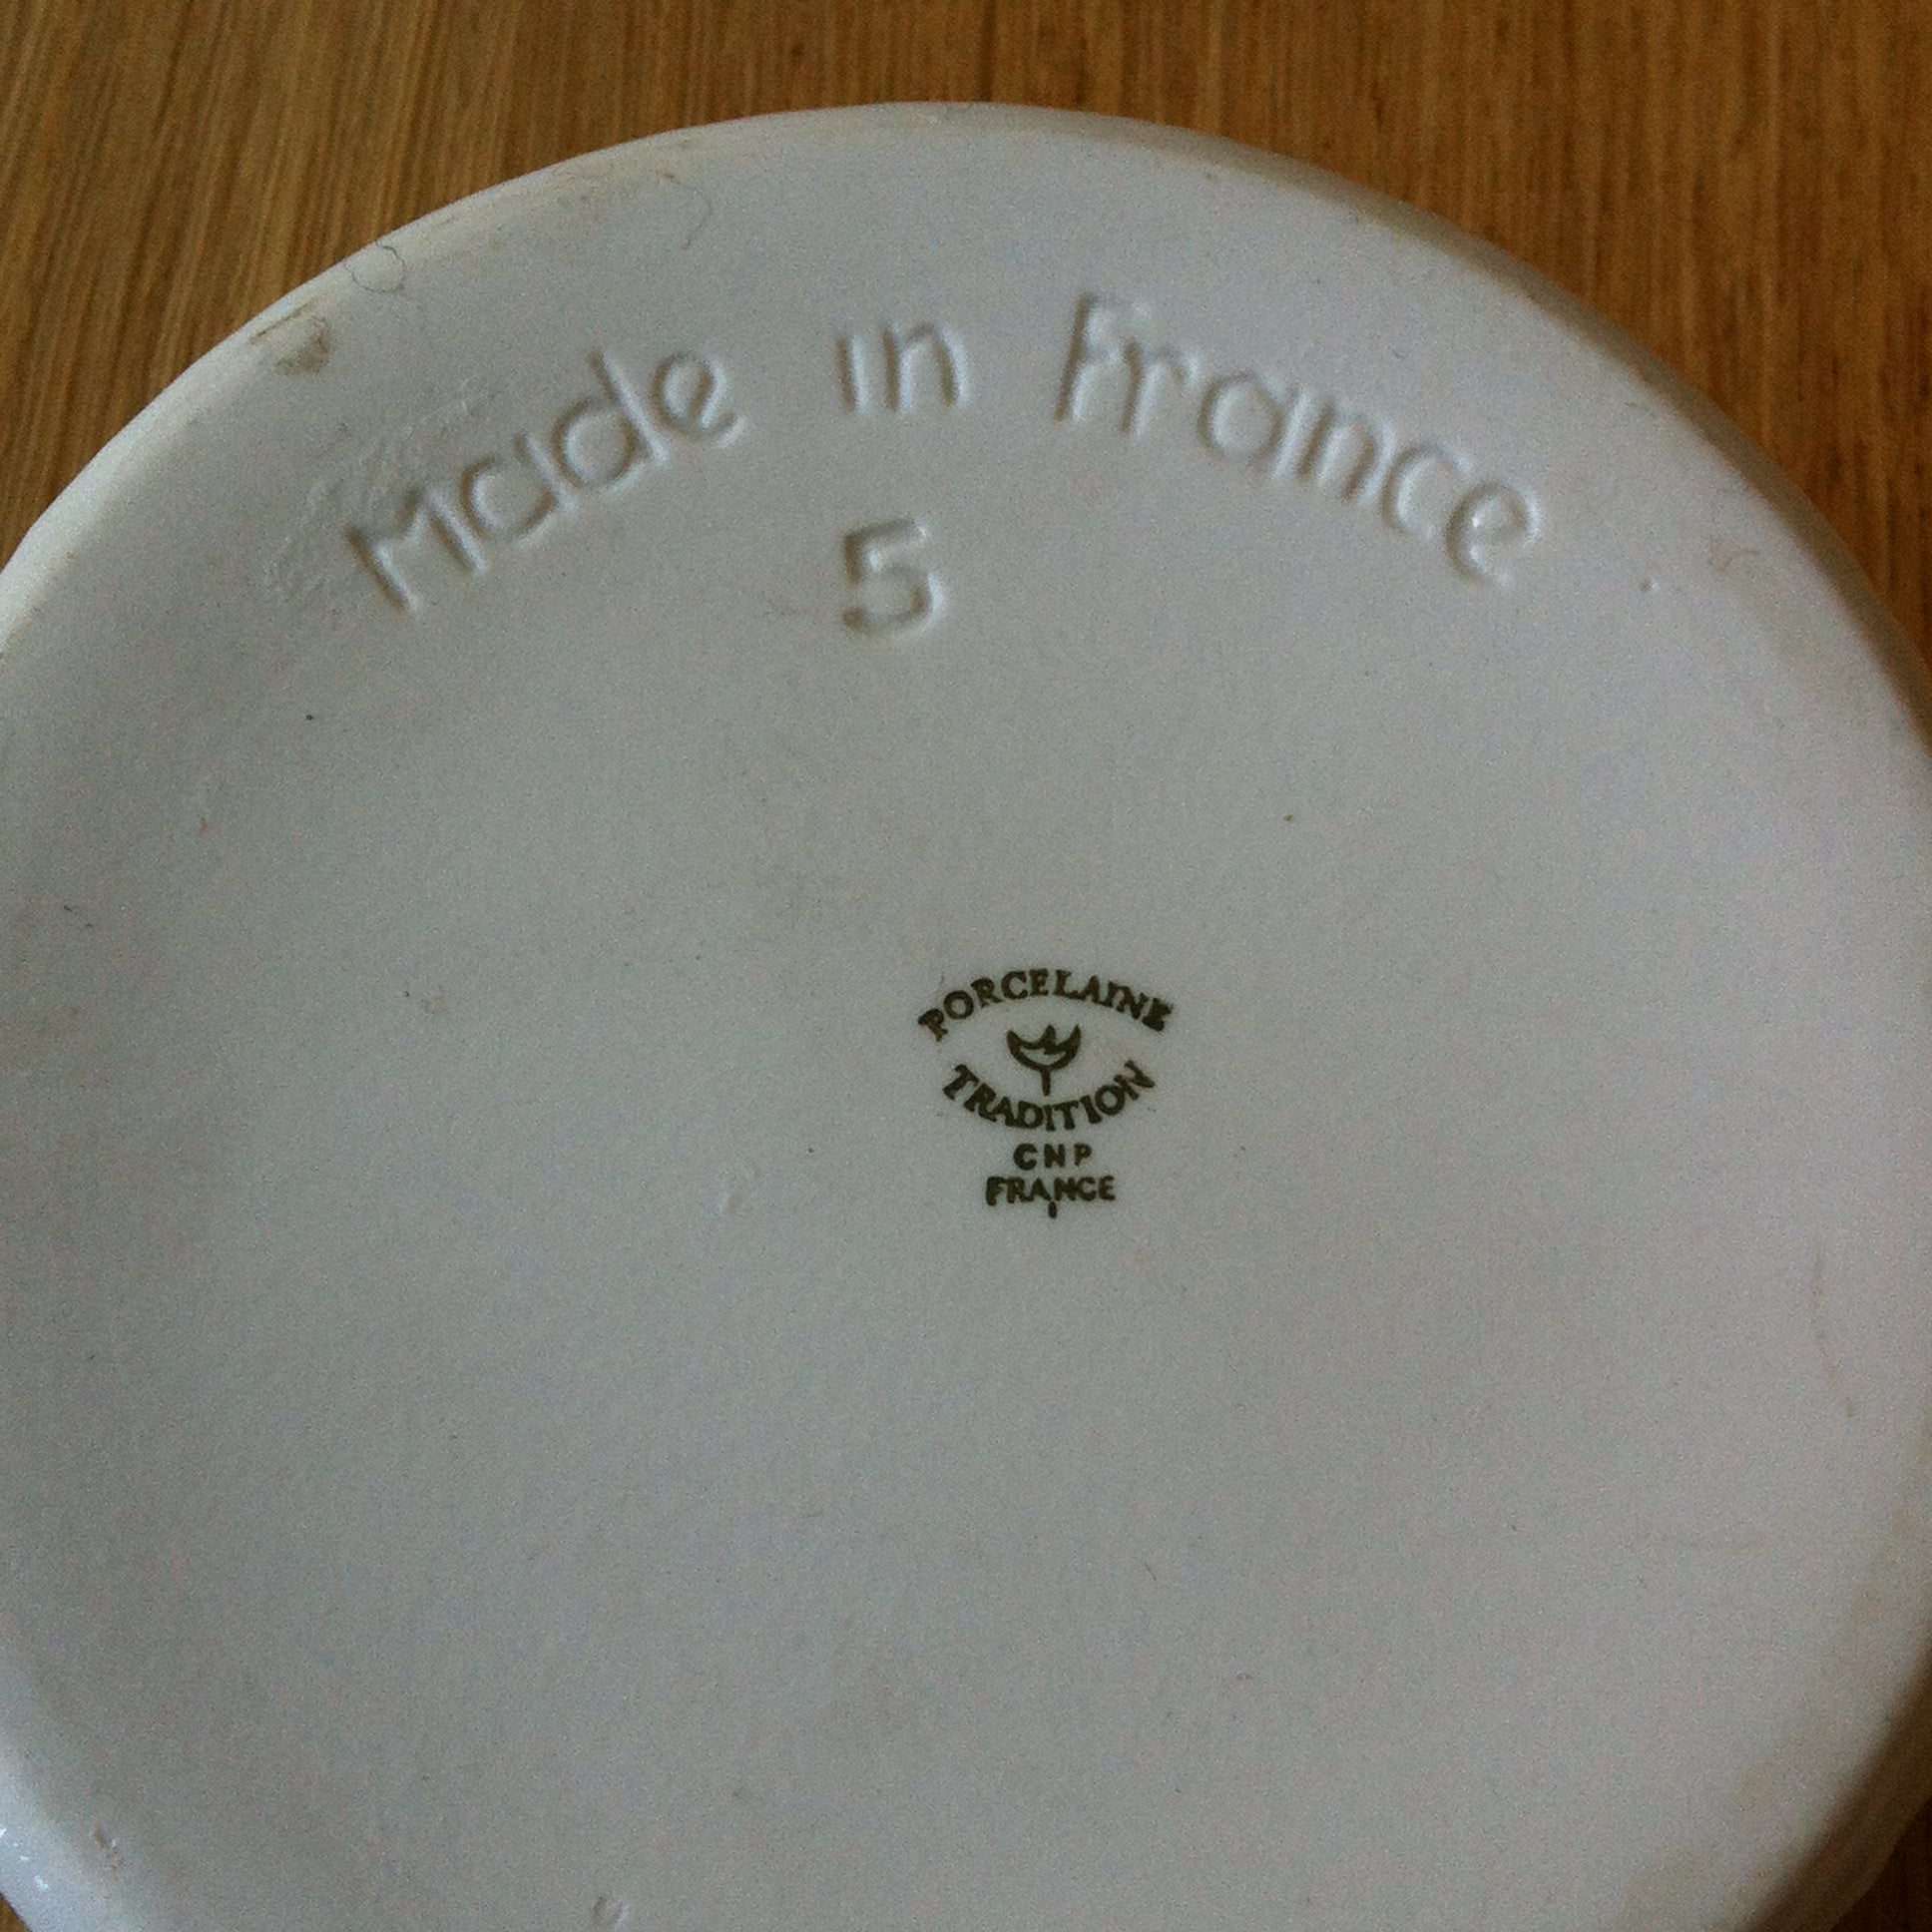 Made in France
5
PORCELAINE
TRADITION
CNP
FRANCE